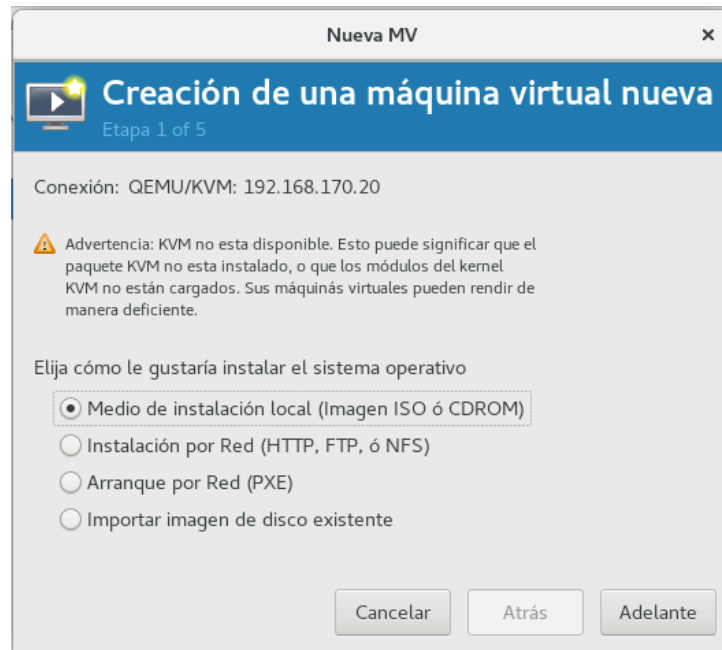 Nueva MV
Creación de una máquina virtual nueva
Etapa 1 of 5
Conexión: QEMU/KVM: 192.168.170.20
Advertencia: KVM no esta disponible. Esto puede significar que el
paquete KVM no esta instalado, o que los módulos del kernel
KVM no están cargados. Sus máquinás virtuales pueden rendir de
manera deficiente.
Elija cómo le gustaría instalar el sistema operativo
Medio de instalación local (Imagen ISO ó CDROM)
Instalación por Red (HTTP, FTP, ó NFS)
Arranque por Red (PXE)
Importar imagen de disco existente
Cancelar Atrás Adelante